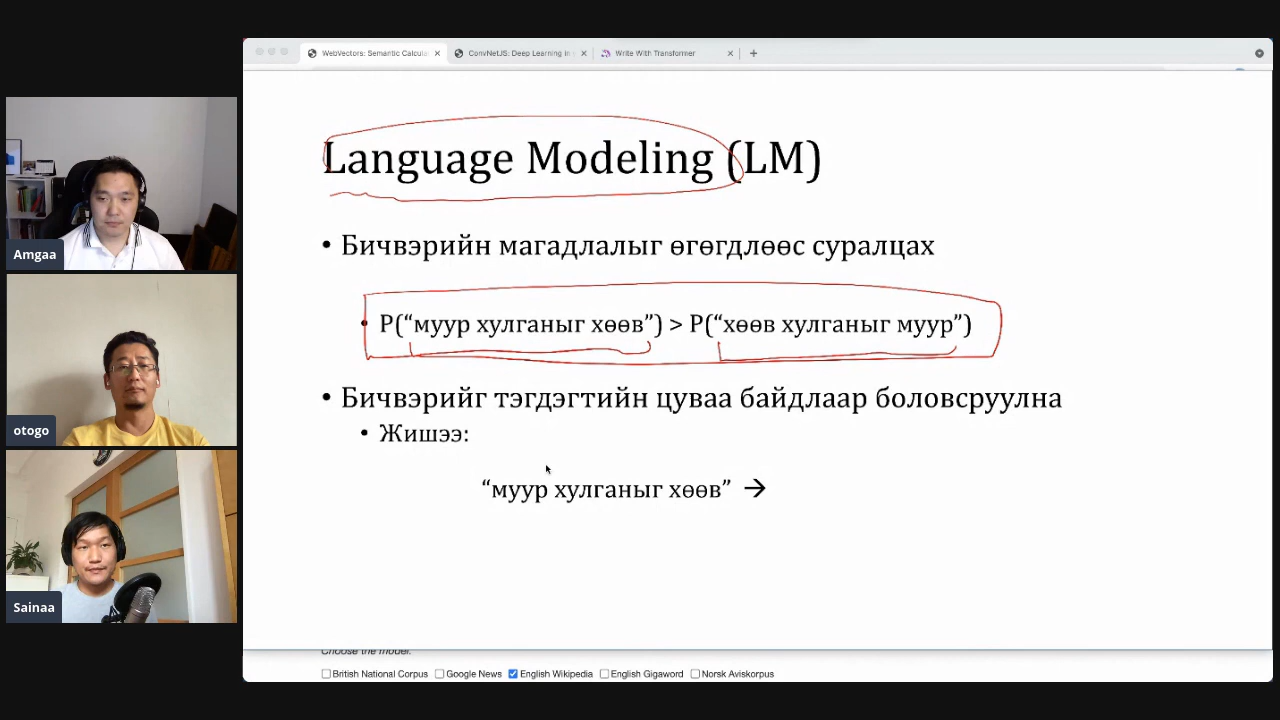 WebVectors: Semantic Calcula
ConvNetJS: Deep Learning in
Write With Transformer
Language Modeling (LM)
• Бичвэрийн магадлалыг өгөгдлөөс суралцах
• P(“муур хулганыг хөөв”) > P(“хөөв хулганыг муур”)
• Бичвэрийг тэгдэгтийн цуваа байдлаар боловсруулна
• Жишээ:
“муур хулганыг хөөв” →
Amgaa
otogo
Sainaa
Choose the model:
British National Corpus
Google News
English Wikipedia
English Gigaword
Norsk Aviskorpus